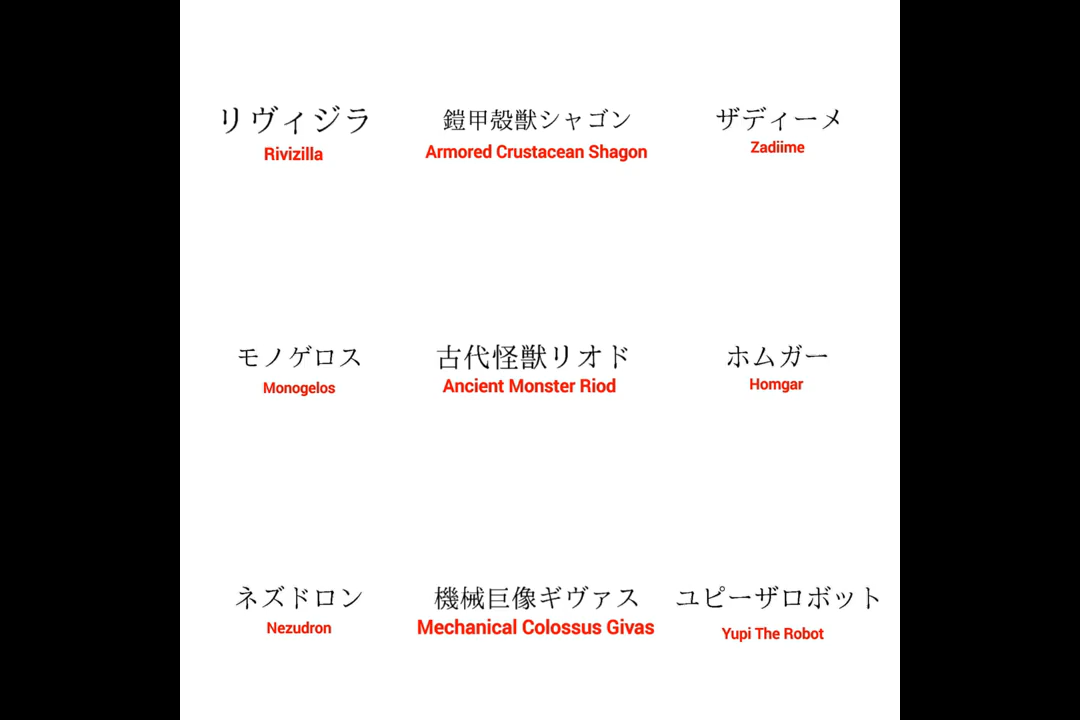 リヴィジラ
Rivizilla
鎧甲殻獣シャゴン
Armored Crustacean Shagon
ザディーメ
Zadiime
モノゲロス
Monogelos
古代怪獣リオド
Ancient Monster Riod
ホムガー
Homgar
ネズドロン
Nezudron
機械巨像ギヴァス
Mechanical Colossus Givas
ユピーザロボット
Yupi The Robot